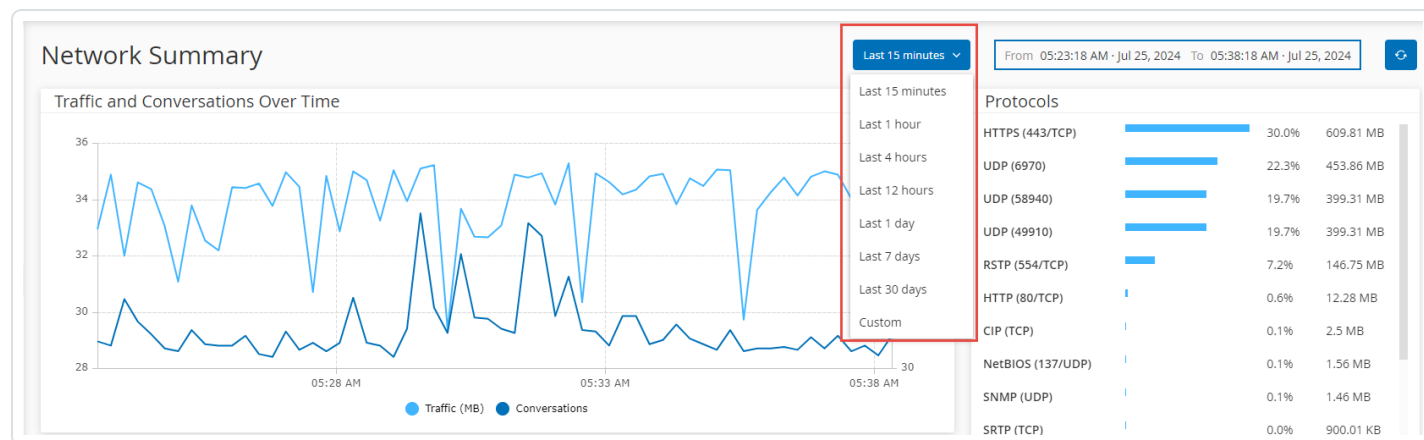 Network Summary
Last 15 minutes
From 05:23:18 AM · Jul 25, 2024 To 05:38:18 AM · Jul 25, 2024
Traffic and Conversations Over Time
36
34
32
30
28
30
05:28 AM
05:33 AM
05:38 AM
Traffic (MB)
Conversations
Last 15 minutes
Last 1 hour
Last 4 hours
Last 12 hours
Last 1 day
Last 7 days
Last 30 days
Custom
Protocols
HTTPS (443/TCP) 30.0% 609.81 MB
UDP (6970) 22.3% 453.86 MB
UDP (58940) 19.7% 399.31 MB
UDP (49910) 19.7% 399.31 MB
RSTP (554/TCP) 7.2% 146.75 MB
HTTP (80/TCP) 0.6% 12.28 MB
CIP (TCP) 0.1% 2.5 MB
NetBIOS (137/UDP) 0.1% 1.56 MB
SNMP (UDP) 0.1% 1.46 MB
SRTP (TCP) 0.0% 900.01 KB